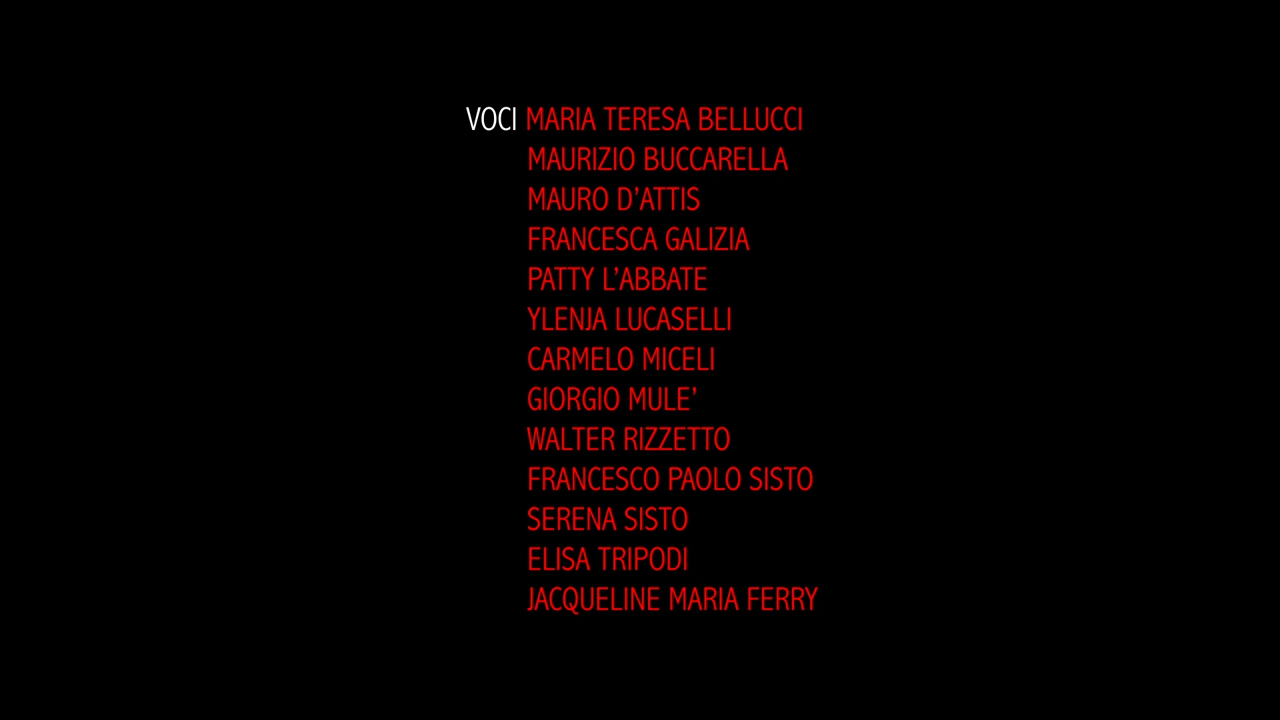 VOCI MARIA TERESA BELLUCCI
MAURIZIO BUCCARELLA
MAURO D’ATTIS
FRANCESCA GALIZIA
PATTY L’ABBATE
YLENJA LUCASELLI
CARMELO MICELI
GIORGIO MULE’
WALTER RIZZETTO
FRANCESCO PAOLO SISTO
SERENA SISTO
ELISA TRIPODI
JACQUELINE MARIA FERRY